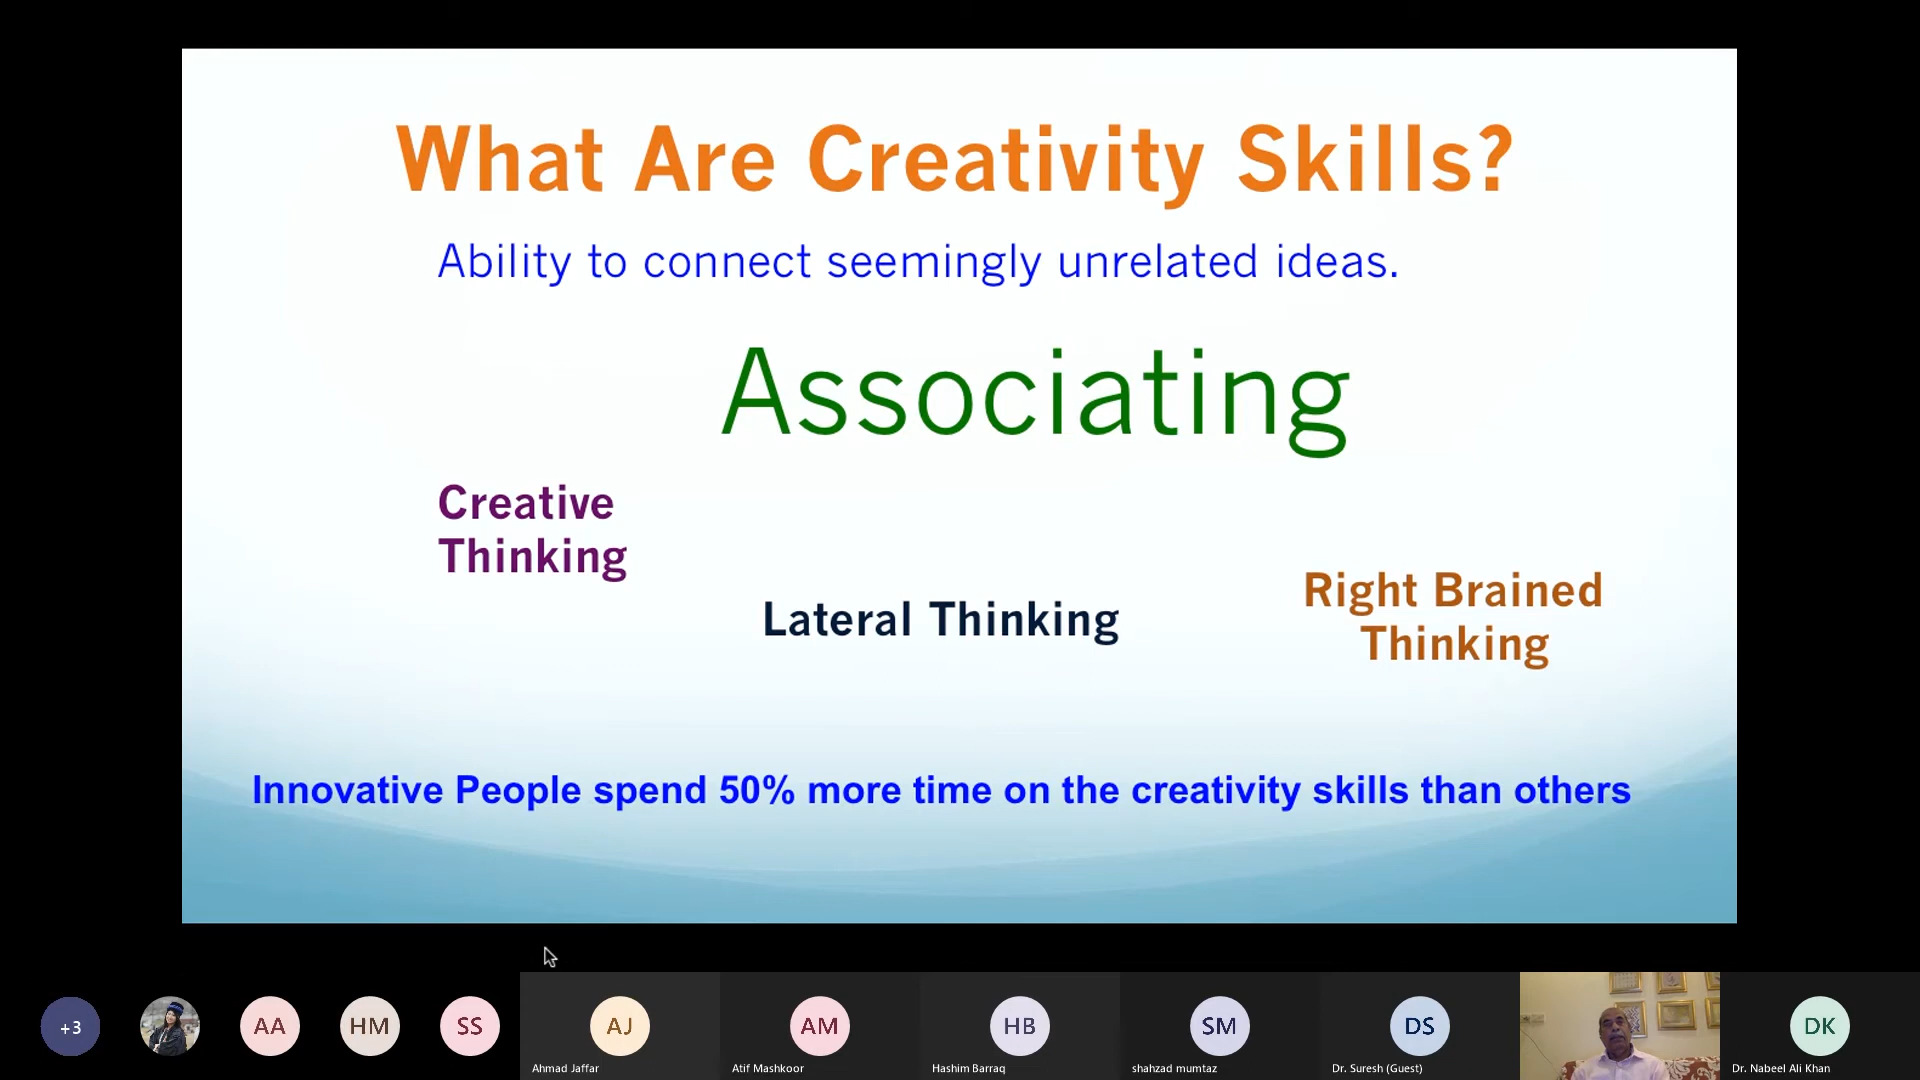 What Are Creativity Skills?
Ability to connect seemingly unrelated ideas.
Associating
Creative
Thinking
Lateral Thinking
Right Brained
Thinking
Innovative People spend 50% more time on the creativity skills than others
+3
AA
HM
SS
AJ
Ahmad Jaffar
AM
Atif Mashkoor
HB
Hashim Barraq
SM
shahzad mumtaz
DS
Dr. Suresh (Guest)
DK
Dr. Nabeel Ali Khan